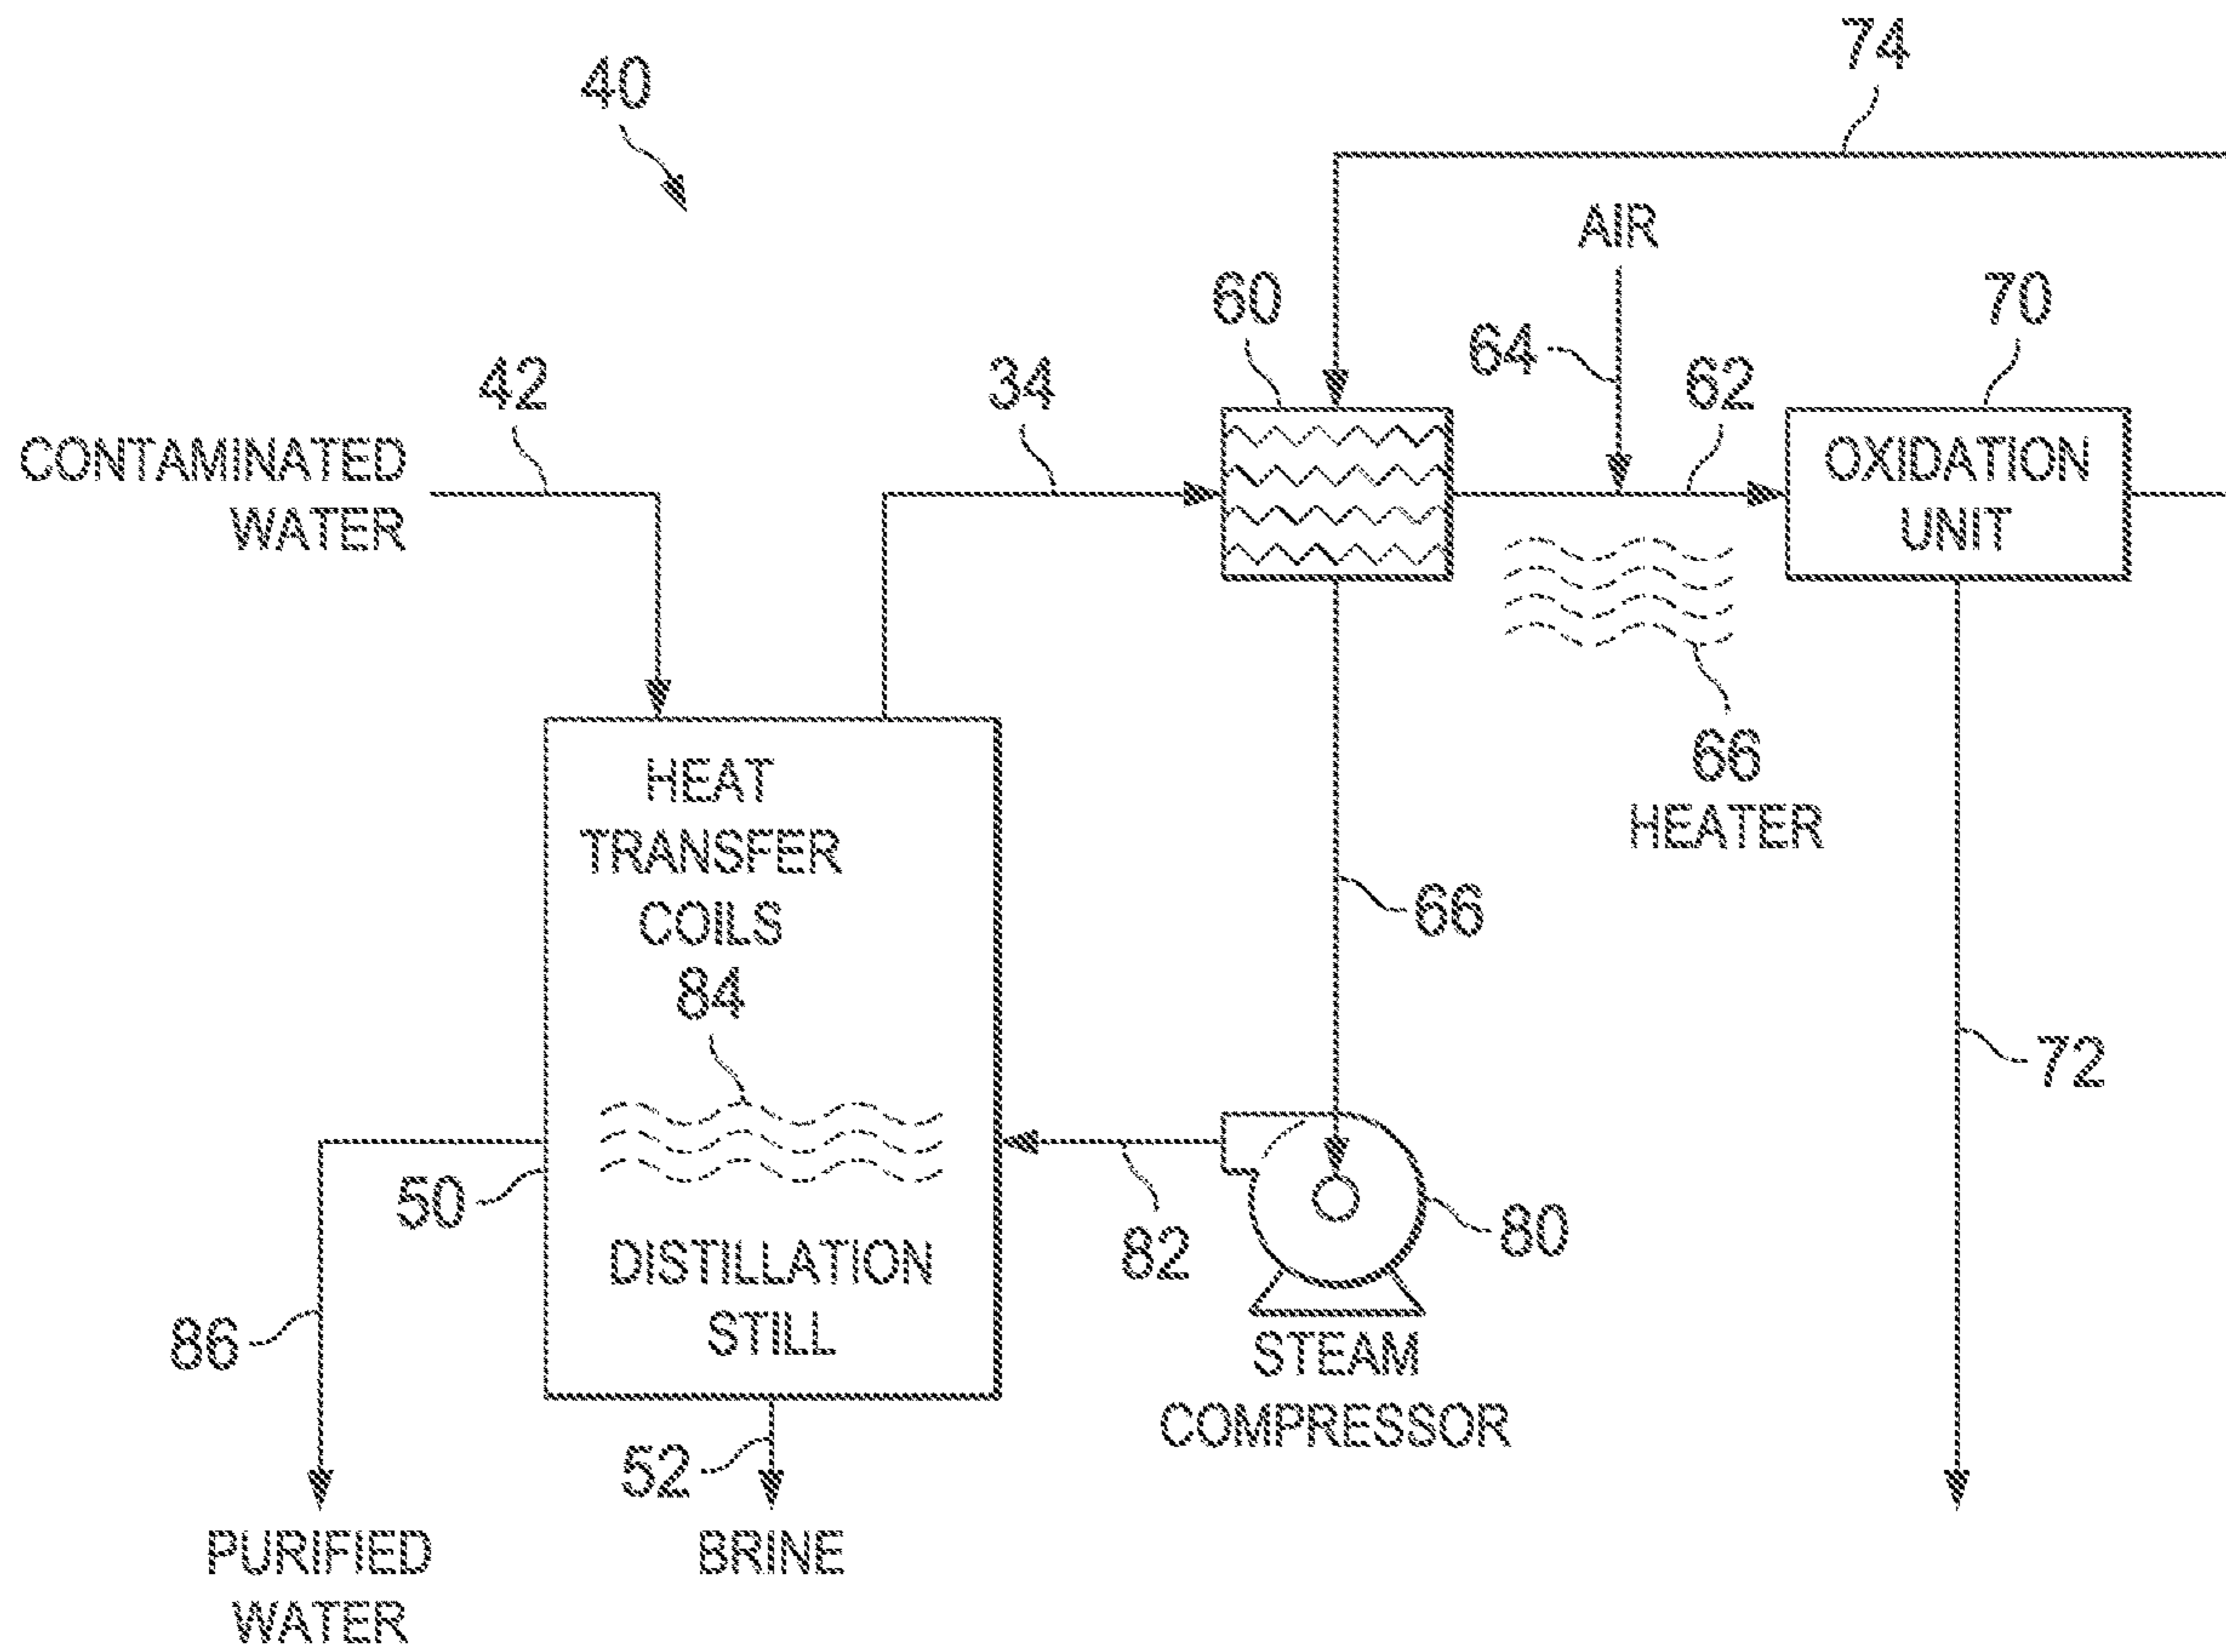 74
40
AIR
60
70
64
62
34
42
CONTAMINATED
WATER
OXIDATION
UNIT
66
HEATER
HEAT
TRANSFER
COILS
84
66
72
50
82
80
DISTILLATION
STILL
86
STEAM
COMPRESSOR
52
PURIFIED
WATER
BRINE